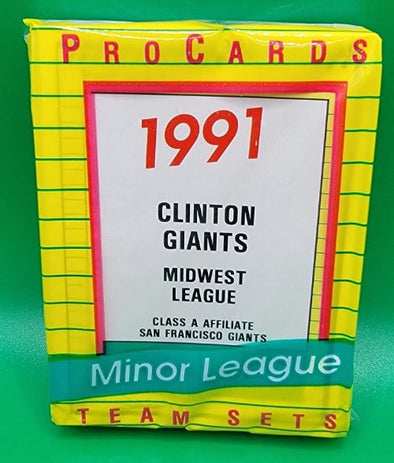 PROCARDS
1991
CLINTON
GIANTS
MIDWEST
LEAGUE
CLASS A AFFILIATE
SAN FRANCISCO GIANTS
Minor League
TEAM SETS